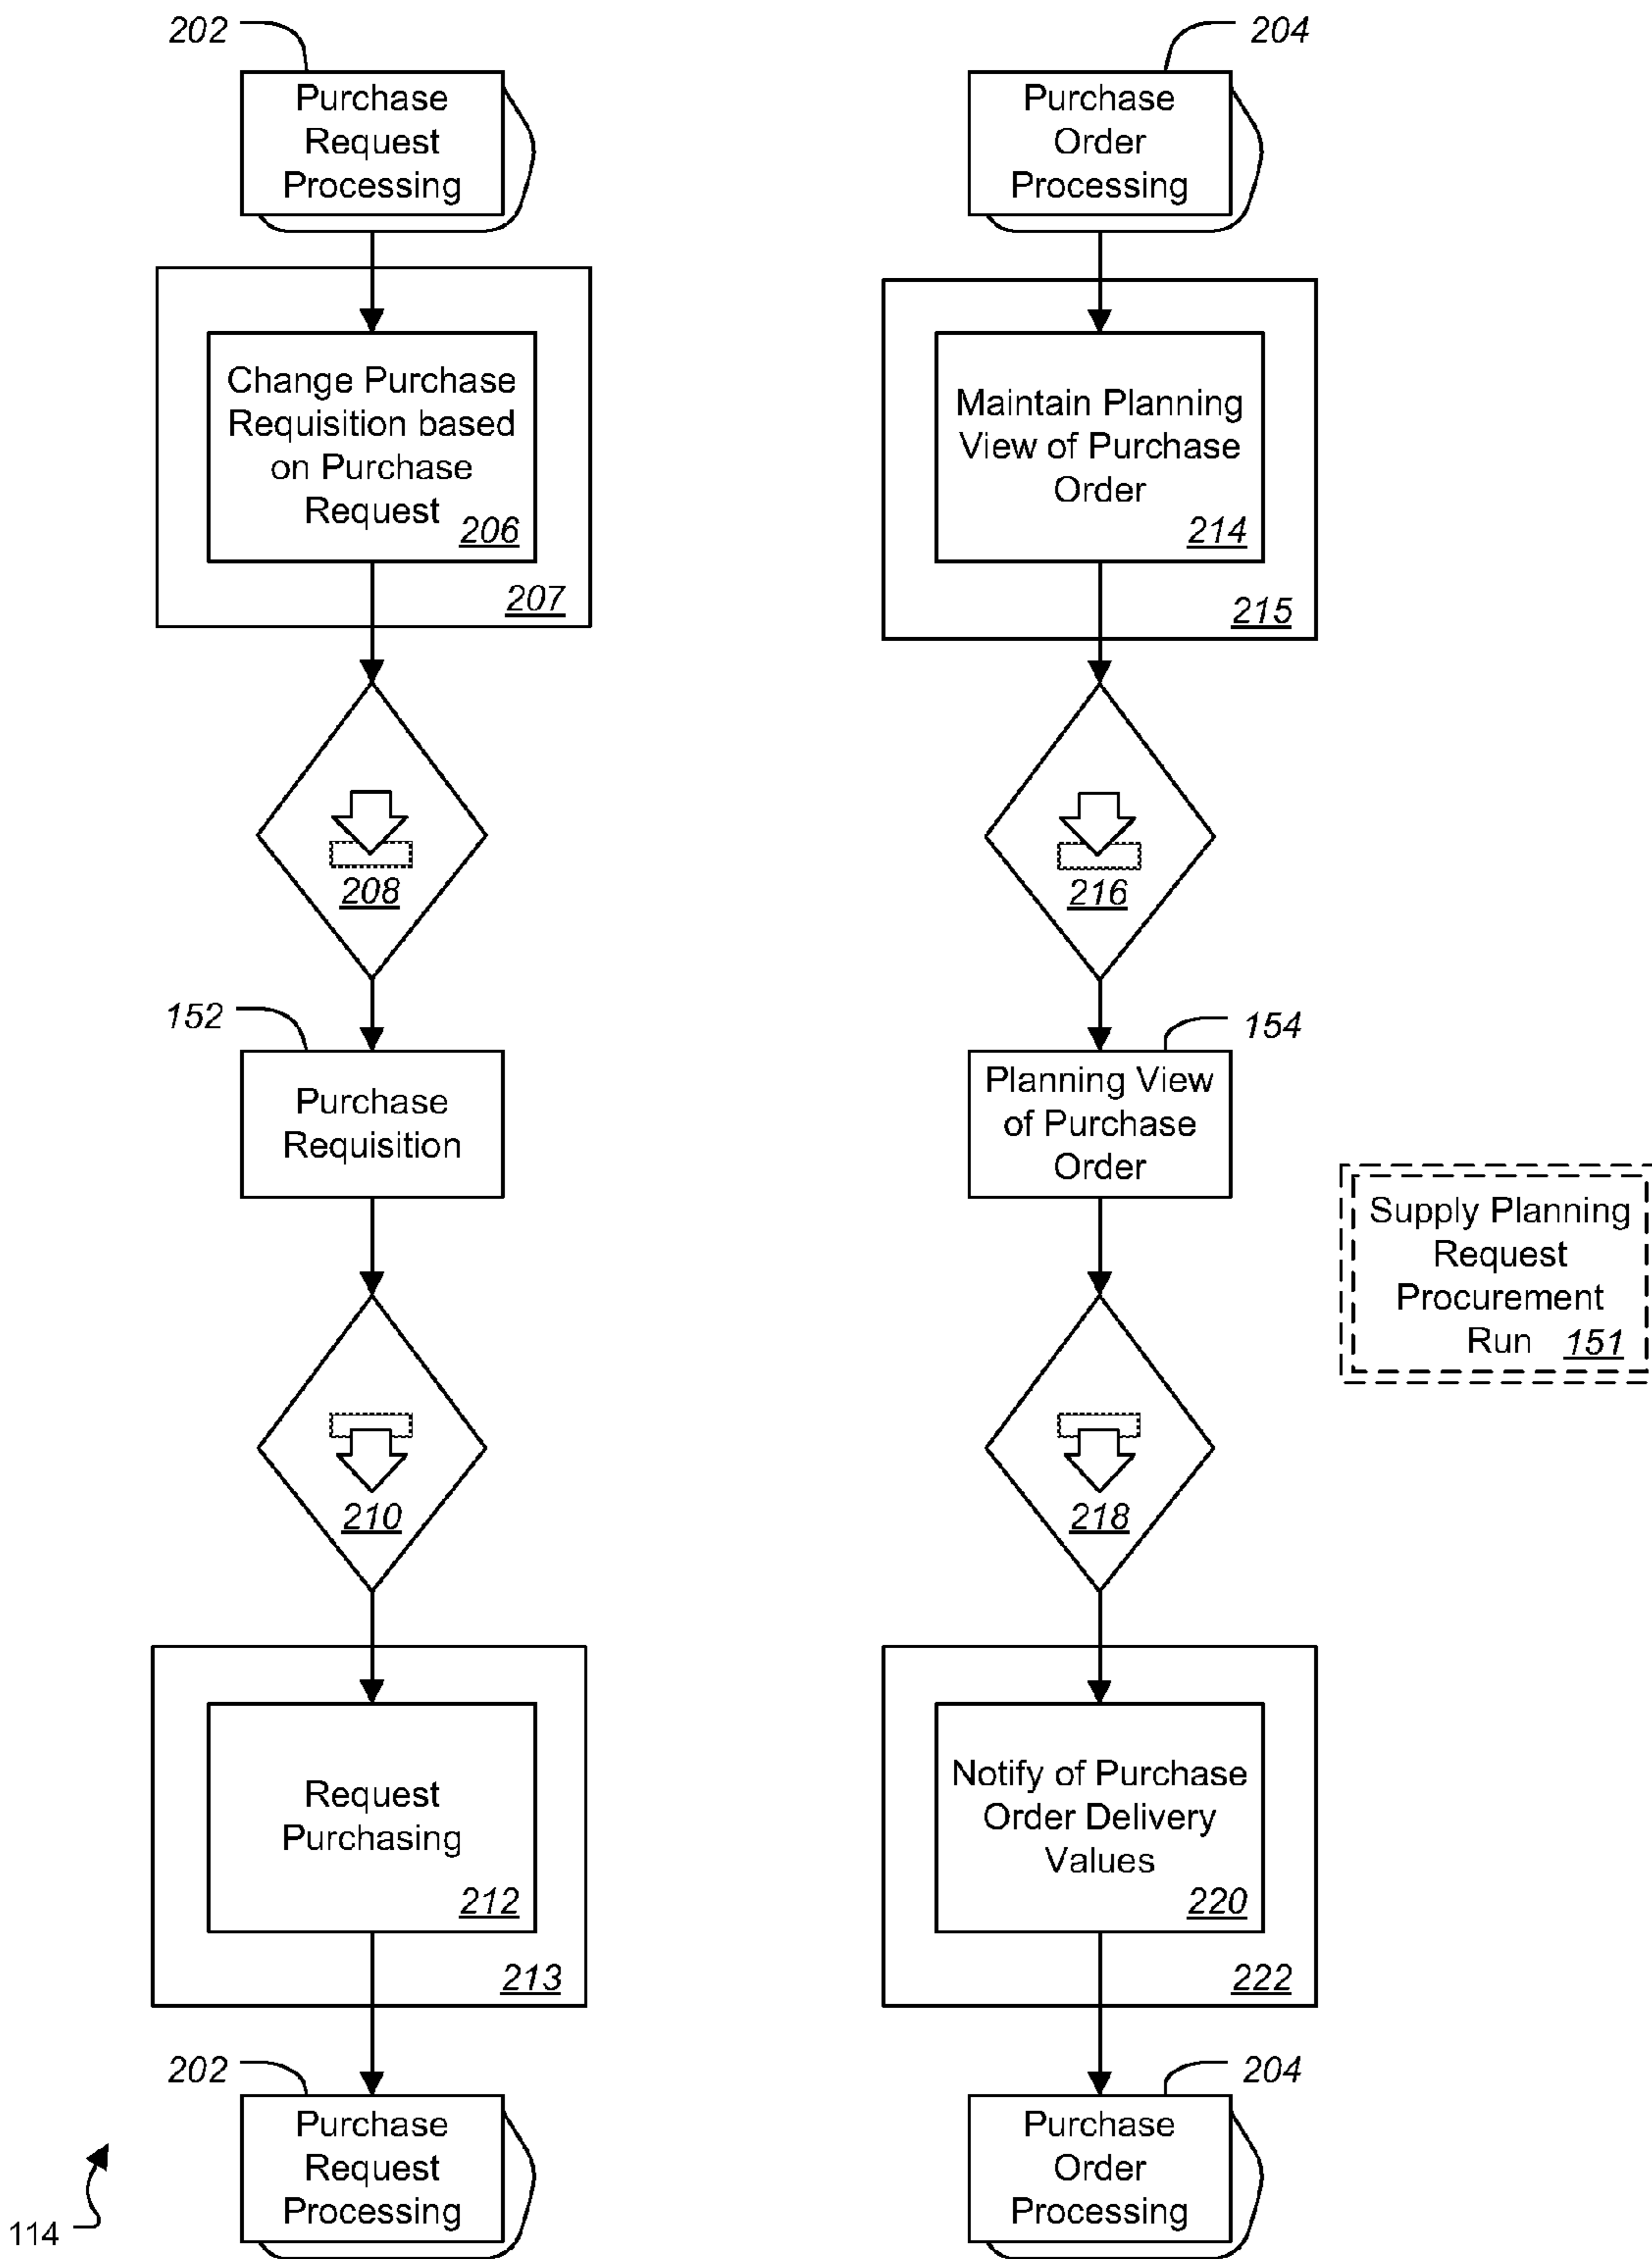 202
Purchase
Request
Processing
Change Purchase
Requisition based
on Purchase
Request
206
207
208
152
Purchase
Requisition
210
Request
Purchasing
212
213
202
Purchase
Request
Processing
114
204
Purchase
Order
Processing
Maintain Planning
View of Purchase
Order
214
215
216
154
Planning View
of Purchase
Order
218
Notify of Purchase
Order Delivery
Values
220
222
204
Purchase
Order
Processing
Supply Planning
Request
Procurement
Run 151